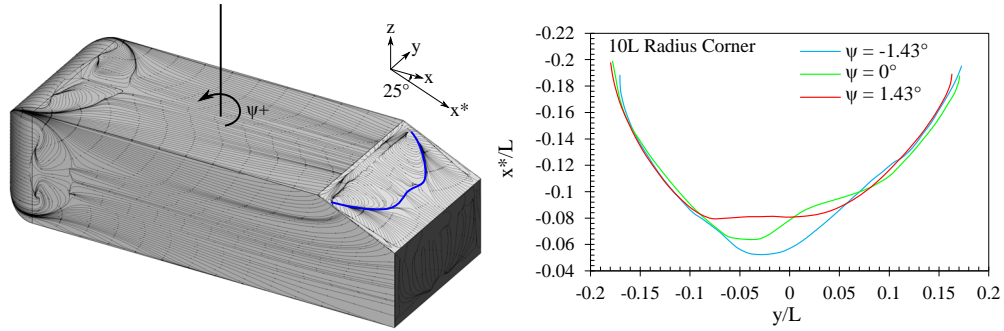 z
y
x
25°
x*
ψ+
10L Radius Corner
ψ = -1.43°
ψ = 0°
ψ = 1.43°
x*/L
-0.22
-0.2
-0.18
-0.16
-0.14
-0.12
-0.1
-0.08
-0.06
-0.04
-0.2 -0.15 -0.1 -0.05 0 0.05 0.1 0.15 0.2
y/L